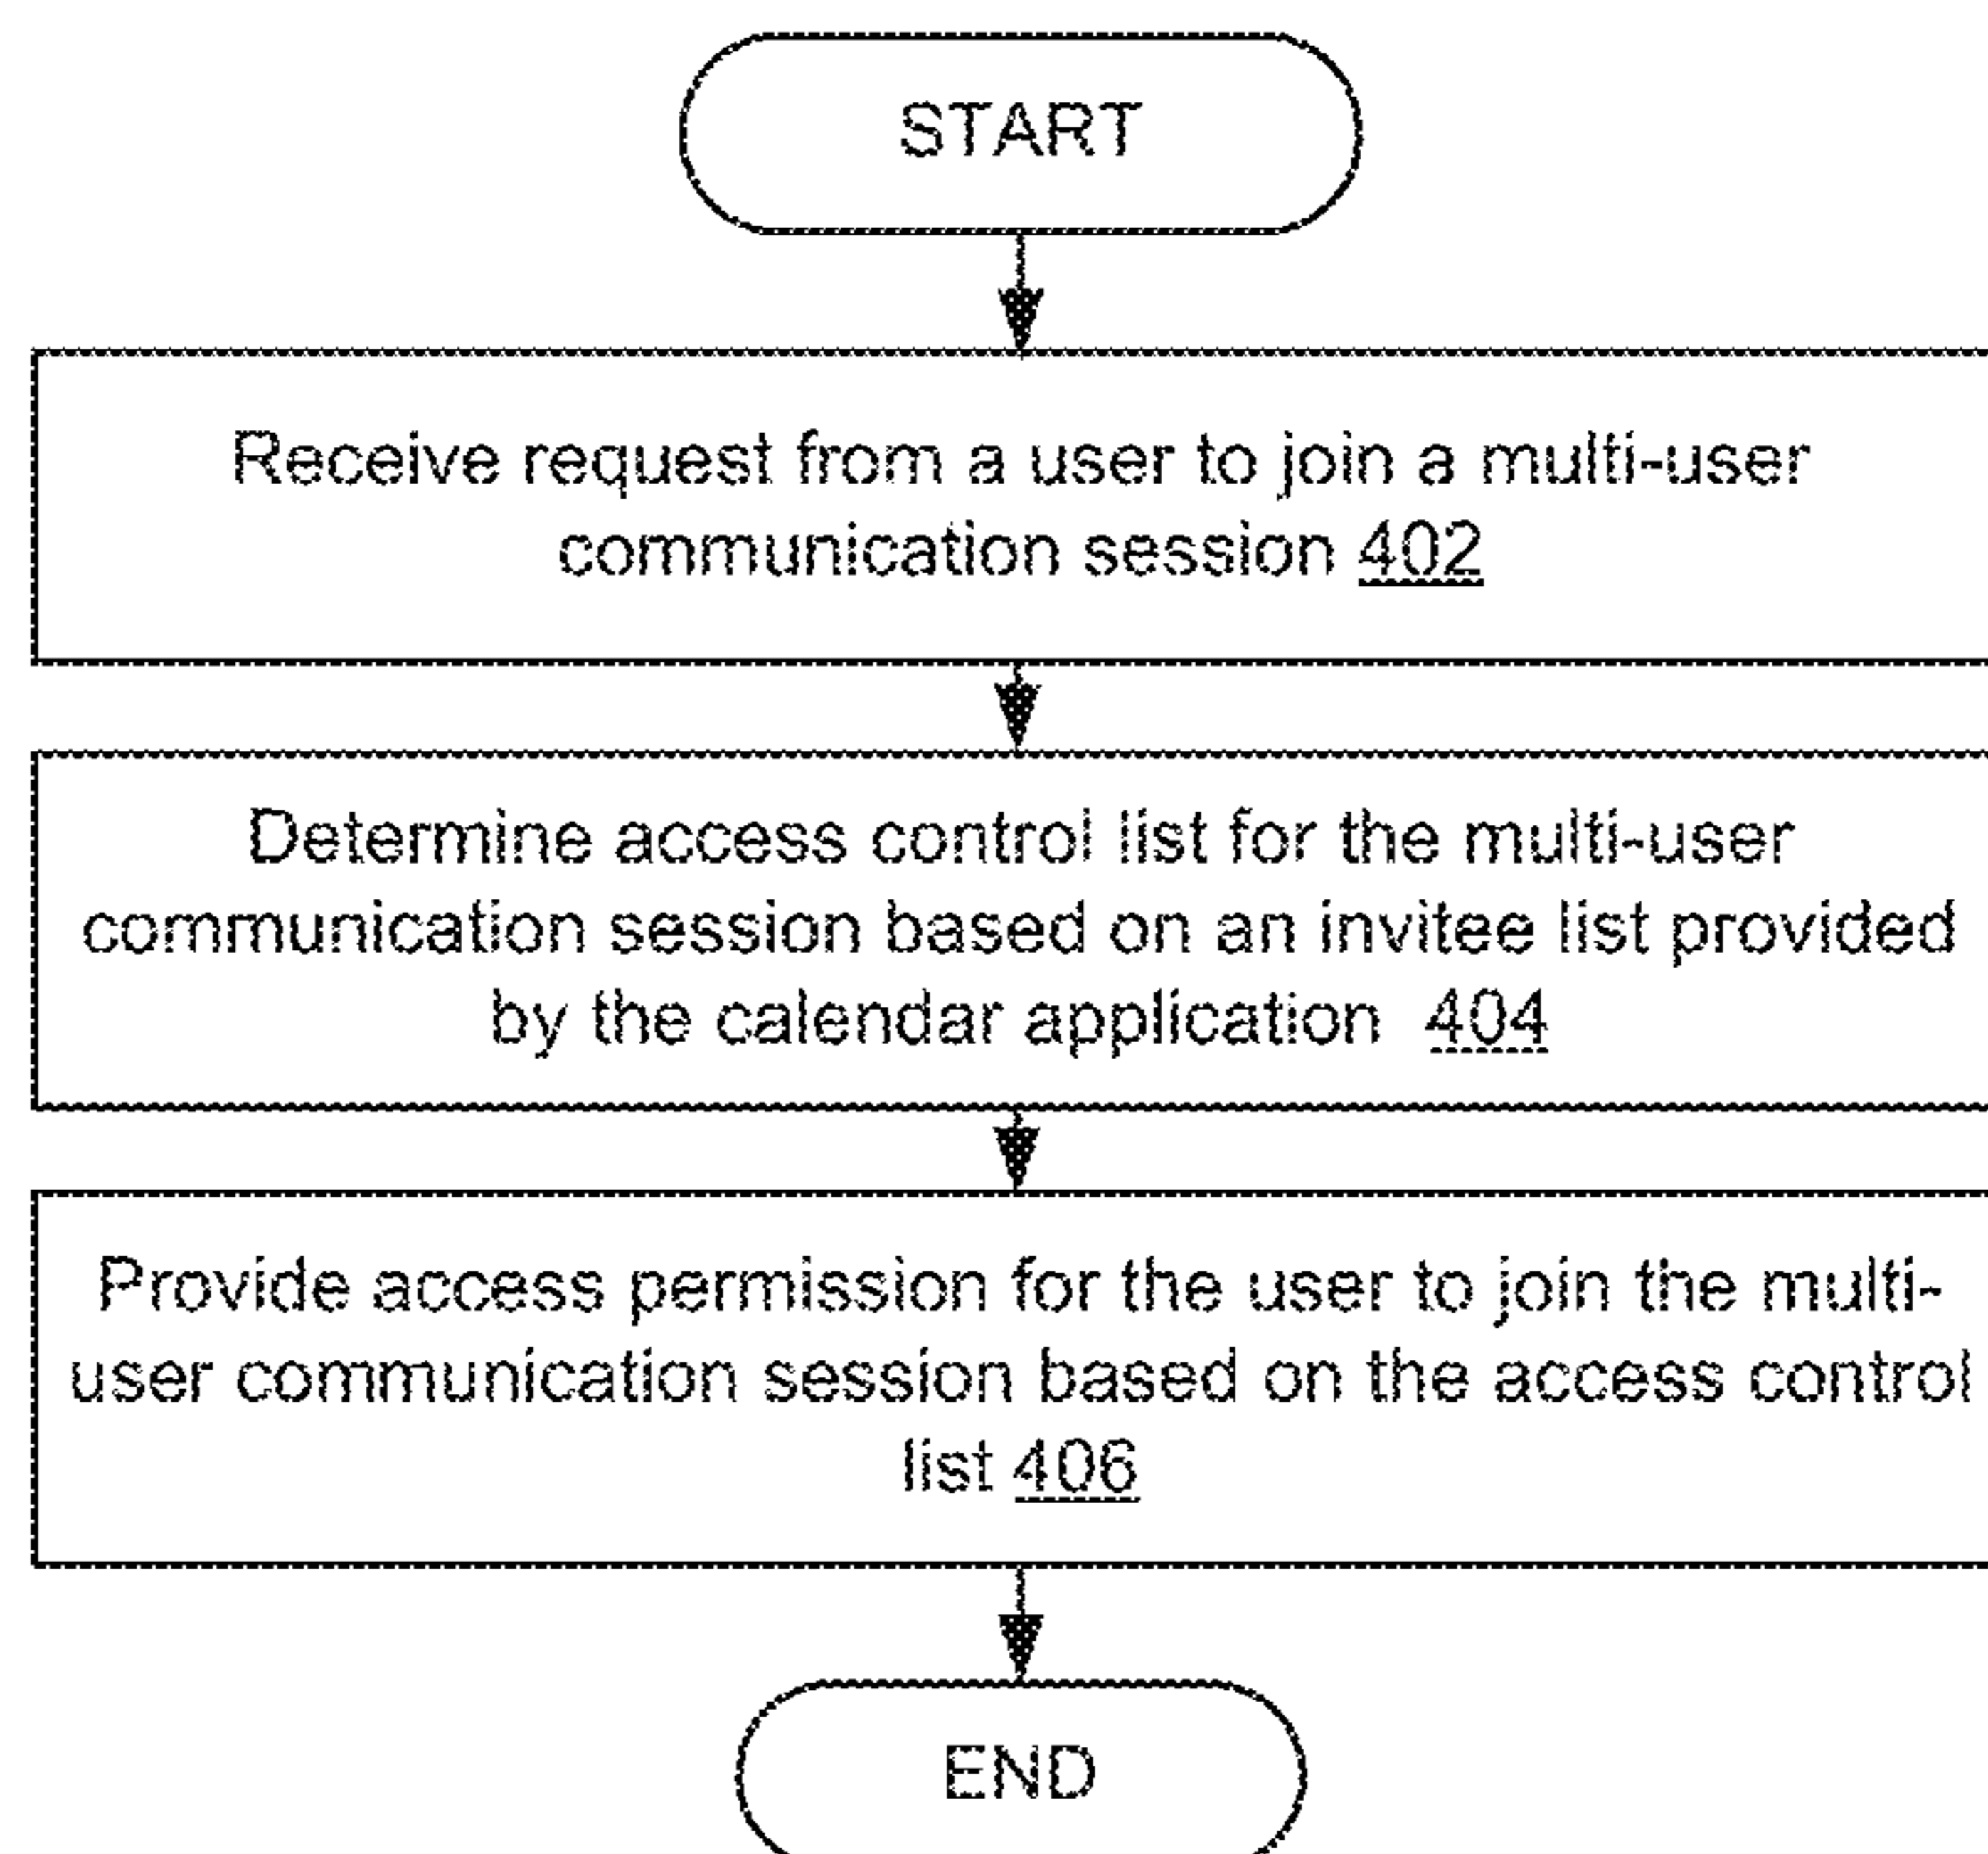 START
Receive request from a user to join a multi-user
communication session 402
Determine access control list for the multi-user
communication session based on an invitee list provided
by the calendar application 404
Provide access permission for the user to join the multi-
user communication session based on the access control
list 406
END